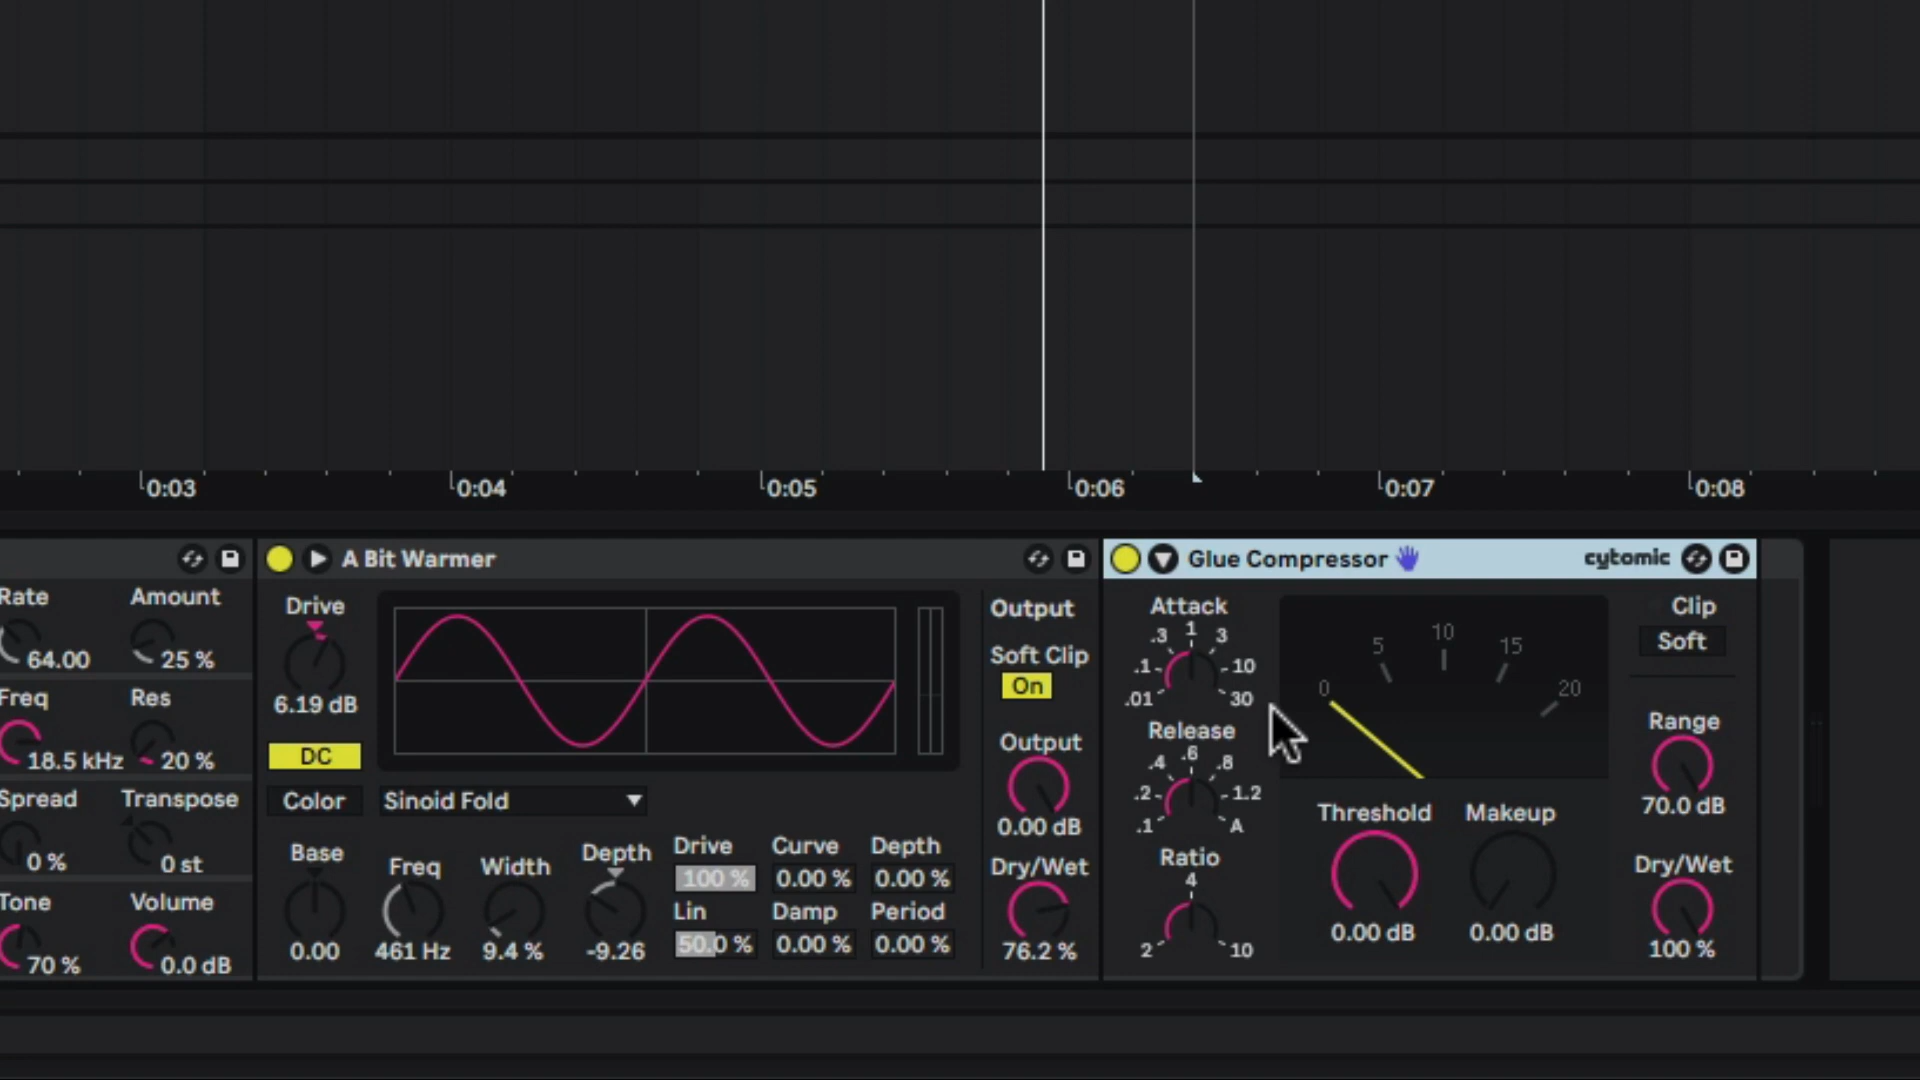 0:03 0:04 0:05 0:06 0:07 0:08
Rate Amount
64.00 25 %
Freq Res
18.5 kHz 20 %
Spread Transpose
0 % 0 st
Tone Volume
70 % 0.0 dB
A Bit Warmer
Drive
6.19 dB
DC
Color
Sinoid Fold
Base Freq Width Depth
0.00 461 Hz 9.4 % -9.26
Drive Curve Depth
100 % 0.00 % 0.00 %
Lin Damp Period
50.0 % 0.00 % 0.00 %
Output
Soft Clip
On
Output
0.00 dB
Dry/Wet
76.2 %
Glue Compressor cytomic
Attack
.01 .1 .3 1 3 10 30
Release
.1 .2 .4 .6 .8 1.2 A
Ratio
2 4 10
0 5 10 15 20
Threshold Makeup
0.00 dB 0.00 dB
Clip
Soft
Range
70.0 dB
Dry/Wet
100 %